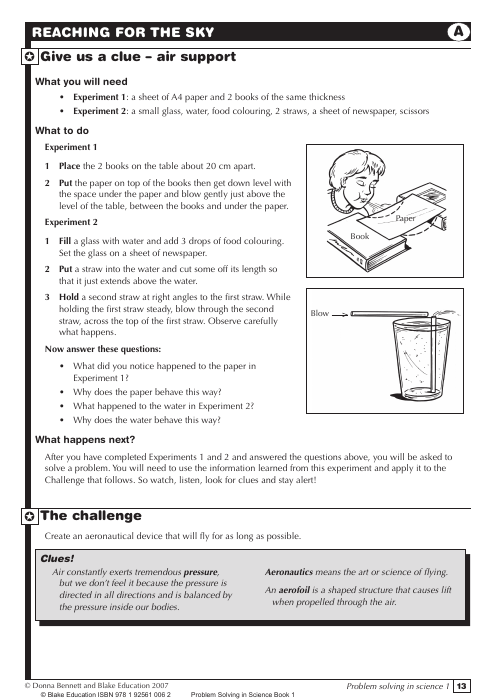 REACHING FOR THE SKY
A
Give us a clue – air support
What you will need
• Experiment 1: a sheet of A4 paper and 2 books of the same thickness
• Experiment 2: a small glass, water, food colouring, 2 straws, a sheet of newspaper, scissors
What to do
Experiment 1
1 Place the 2 books on the table about 20 cm apart.
2 Put the paper on top of the books then get down level with
the space under the paper and blow gently just above the
level of the table, between the books and under the paper.
Paper
Book
Experiment 2
1 Fill a glass with water and add 3 drops of food colouring.
Set the glass on a sheet of newspaper.
2 Put a straw into the water and cut some off its length so
that it just extends above the water.
3 Hold a second straw at right angles to the first straw. While
holding the first straw steady, blow through the second
straw, across the top of the first straw. Observe carefully
what happens.
Blow
Now answer these questions:
• What did you notice happened to the paper in
Experiment 1?
• Why does the paper behave this way?
• What happened to the water in Experiment 2?
• Why does the water behave this way?
What happens next?
After you have completed Experiments 1 and 2 and answered the questions above, you will be asked to
solve a problem. You will need to use the information learned from this experiment and apply it to the
Challenge that follows. So watch, listen, look for clues and stay alert!
The challenge
Create an aeronautical device that will fly for as long as possible.
Clues!
Air constantly exerts tremendous pressure,
but we don't feel it because the pressure is
directed in all directions and is balanced by
the pressure inside our bodies.
Aeronautics means the art or science of flying.
An aerofoil is a shaped structure that causes lift
when propelled through the air.
© Donna Bennett and Blake Education 2007
Problem solving in science 1 13
© Blake Education ISBN 978 1 92561 006 2 Problem Solving in Science Book 1